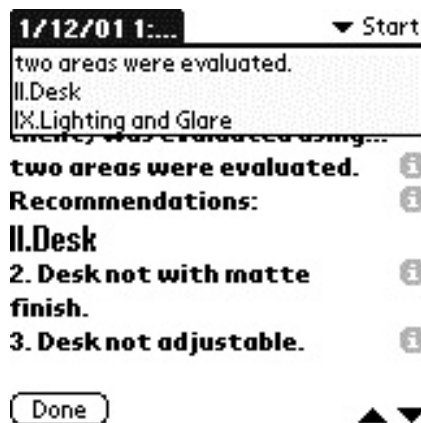 1/12/01 1:...
Start
two areas were evaluated.
II.Desk
IX.Lighting and Glare
two areas were evaluated.
Recommendations:
II.Desk
2. Desk not with matte
finish.
3. Desk not adjustable.
Done